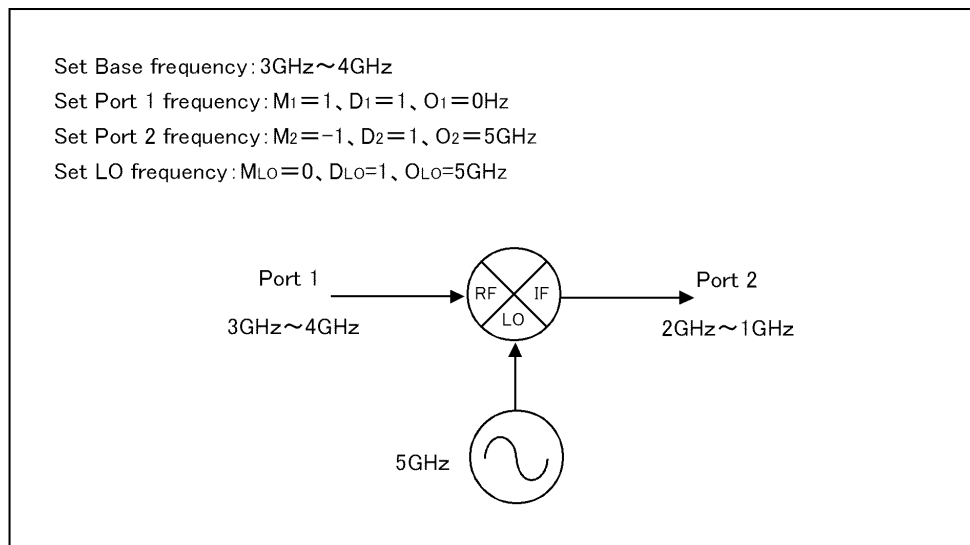 Set Base frequency:3GHz～4GHz
Set Port 1 frequency:M1=1、D1=1、O1=0Hz
Set Port 2 frequency:M2=-1、D2=1、O2=5GHz
Set LO frequency:MLO=0、DLO=1、OLO=5GHz
Port 1
RF
IF
LO
Port 2
3GHz～4GHz
2GHz～1GHz
5GHz